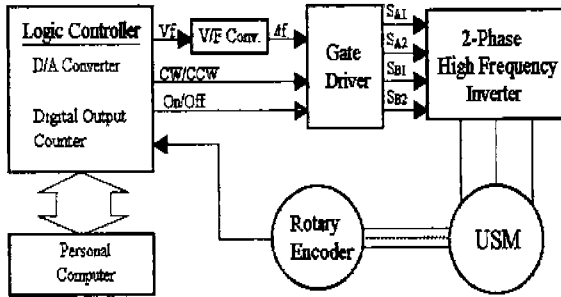 Logic Controller
D/A Converter
Digital Output
Counter
Vf
V/F Conv.
Δf
CW/CCW
On/Off
Gate
Driver
SA1
SA2
SB1
SB2
2-Phase
High Frequency
Inverter
Rotary
Encoder
USM
Personal
Computer